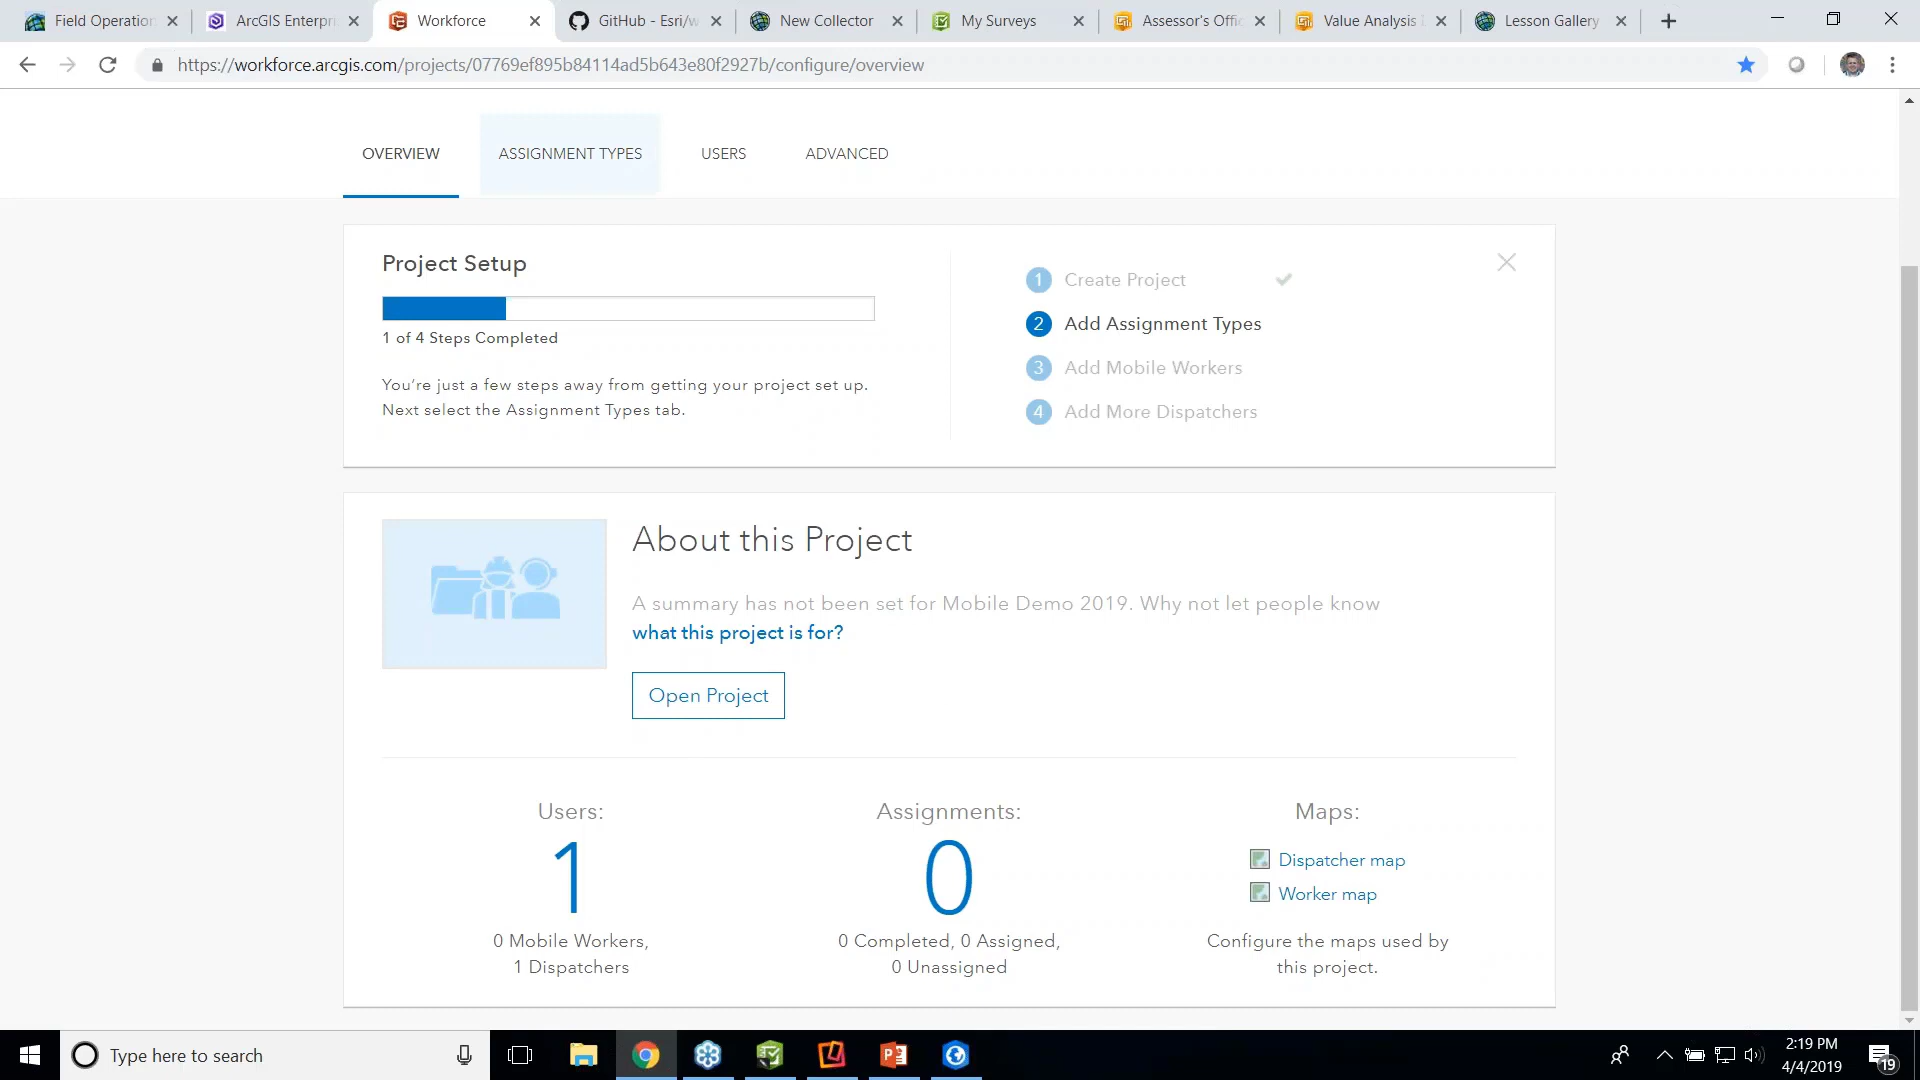 Field Operation
ArcGIS Enterpri
Workforce
GitHub - Esri/w
New Collector
My Surveys
Assessor's Offic
Value Analysis
Lesson Gallery
https://workforce.arcgis.com/projects/07769ef895b84114ad5b643e80f2927b/configure/overview
OVERVIEW
ASSIGNMENT TYPES
USERS
ADVANCED
Project Setup
1 of 4 Steps Completed
You're just a few steps away from getting your project set up.
Next select the Assignment Types tab.
1 Create Project
2 Add Assignment Types
3 Add Mobile Workers
4 Add More Dispatchers
About this Project
A summary has not been set for Mobile Demo 2019. Why not let people know
what this project is for?
Open Project
Users:
1
0 Mobile Workers,
1 Dispatchers
Assignments:
0
0 Completed, 0 Assigned,
0 Unassigned
Maps:
Dispatcher map
Worker map
Configure the maps used by
this project.
Type here to search
2:19 PM
4/4/2019
19